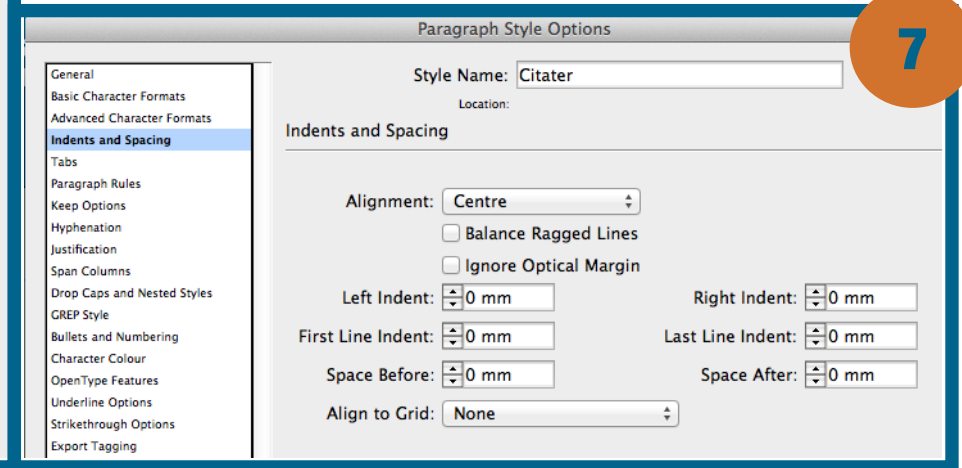 Paragraph Style Options
7
General
Basic Character Formats
Advanced Character Formats
Indents and Spacing
Tabs
Paragraph Rules
Keep Options
Hyphenation
Justification
Span Columns
Drop Caps and Nested Styles
GREP Style
Bullets and Numbering
Character Colour
OpenType Features
Underline Options
Strikethrough Options
Export Tagging
Style Name: Citater
Location:
Indents and Spacing
Alignment: Centre
Balance Ragged Lines
Ignore Optical Margin
Left Indent: 0 mm Right Indent: 0 mm
First Line Indent: 0 mm Last Line Indent: 0 mm
Space Before: 0 mm Space After: 0 mm
Align to Grid: None